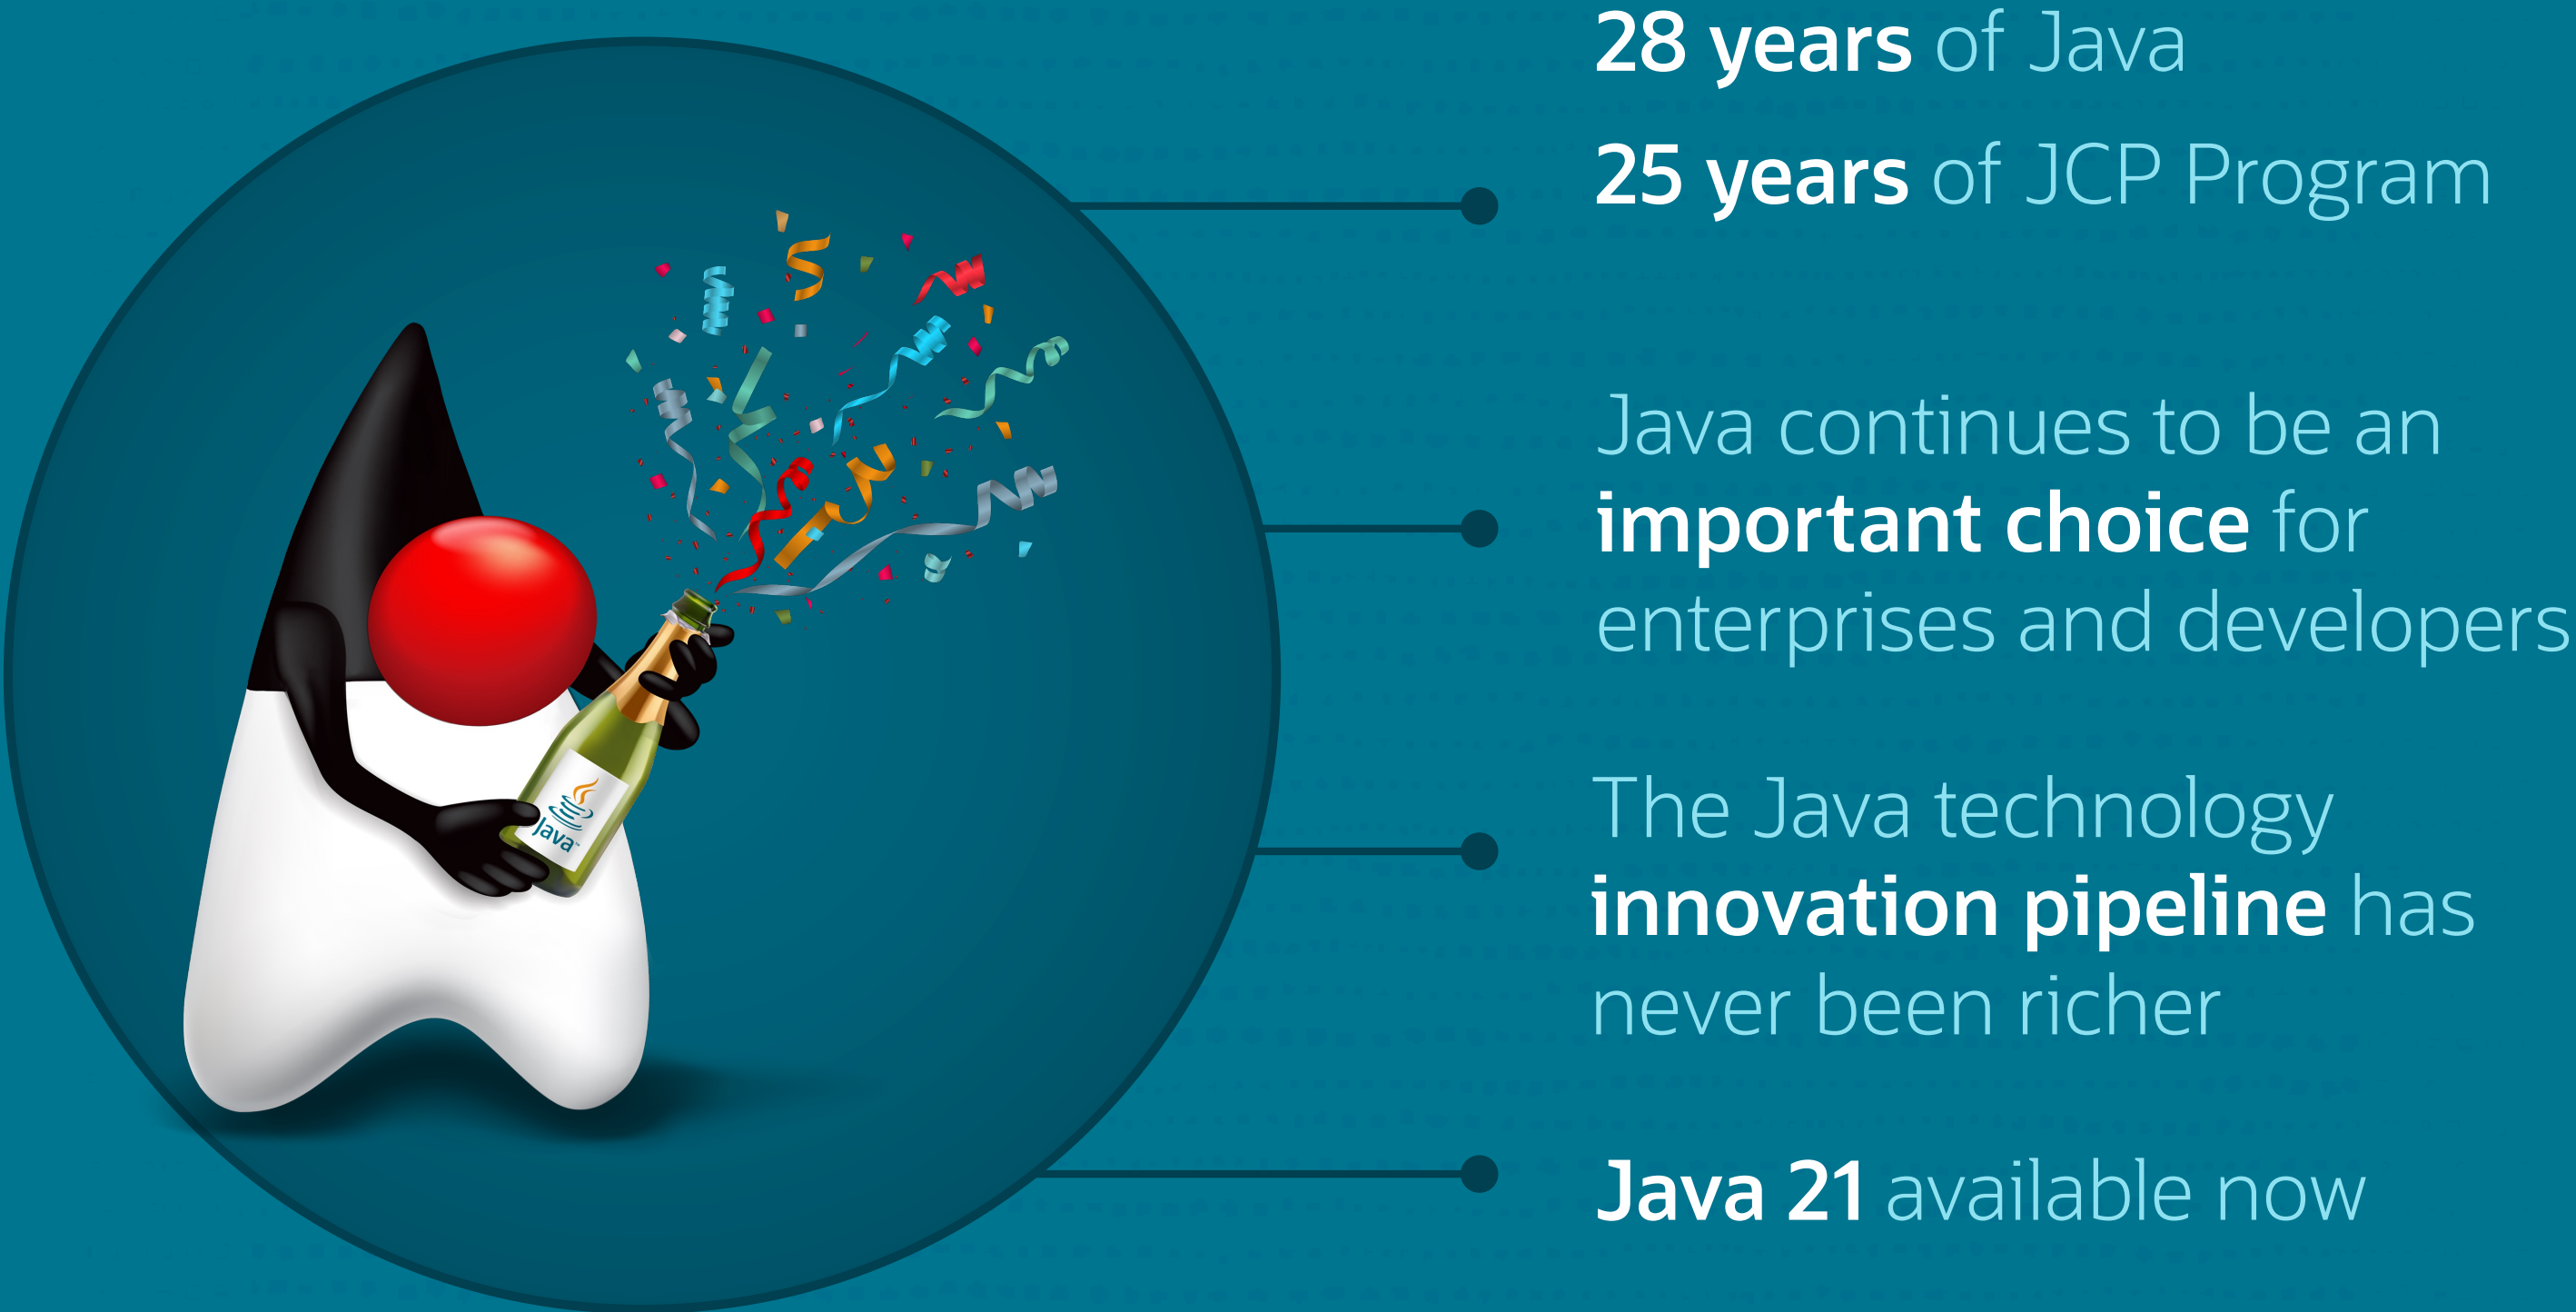 28 years of Java
25 years of JCP Program
Java continues to be an
important choice for
enterprises and developers
The Java technology
innovation pipeline has
never been richer
Java 21 available now
Java™